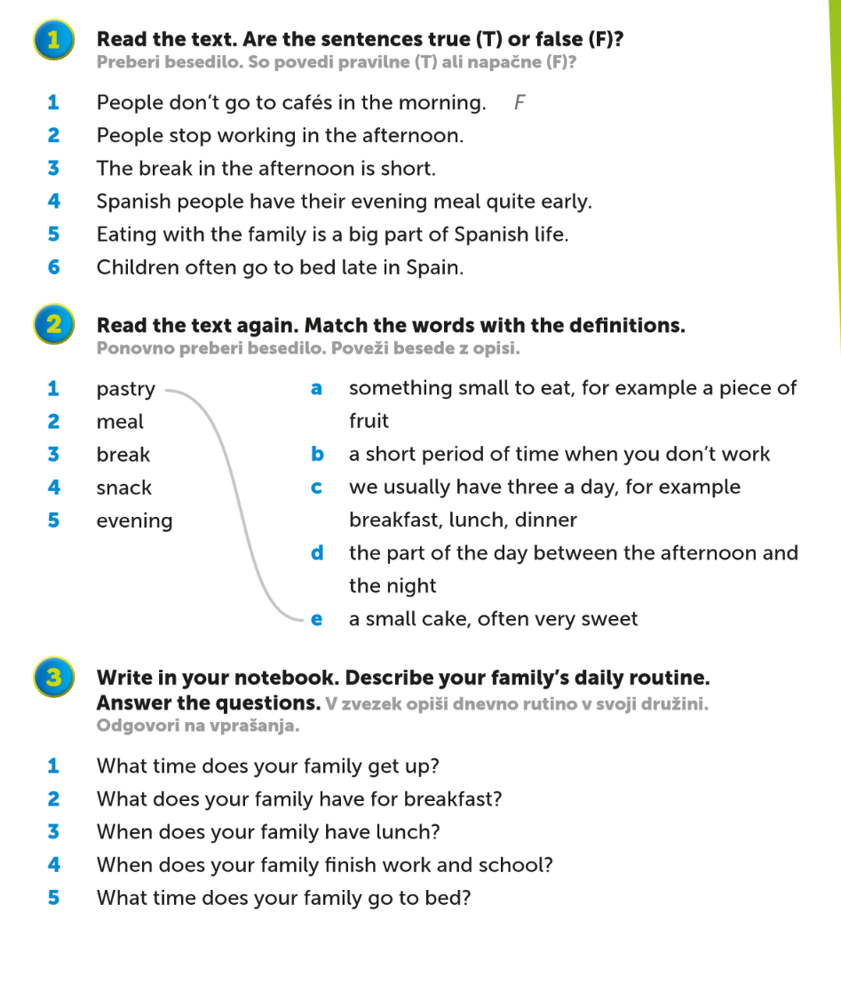 1 Read the text. Are the sentences true (T) or false (F)?
Preberi besedilo. So povedi pravilne (T) ali napačne (F)?
1 People don't go to cafés in the morning. F
2 People stop working in the afternoon.
3 The break in the afternoon is short.
4 Spanish people have their evening meal quite early.
5 Eating with the family is a big part of Spanish life.
6 Children often go to bed late in Spain.
2 Read the text again. Match the words with the definitions.
Ponovno preberi besedilo. Poveži besede z opisi.
1 pastry
2 meal
3 break
4 snack
5 evening
a something small to eat, for example a piece of
fruit
b a short period of time when you don't work
c we usually have three a day, for example
breakfast, lunch, dinner
d the part of the day between the afternoon and
the night
e a small cake, often very sweet
3 Write in your notebook. Describe your family's daily routine.
Answer the questions. V zvezek opiši dnevno rutino v svoji družini.
Odgovori na vprašanja.
1 What time does your family get up?
2 What does your family have for breakfast?
3 When does your family have lunch?
4 When does your family finish work and school?
5 What time does your family go to bed?